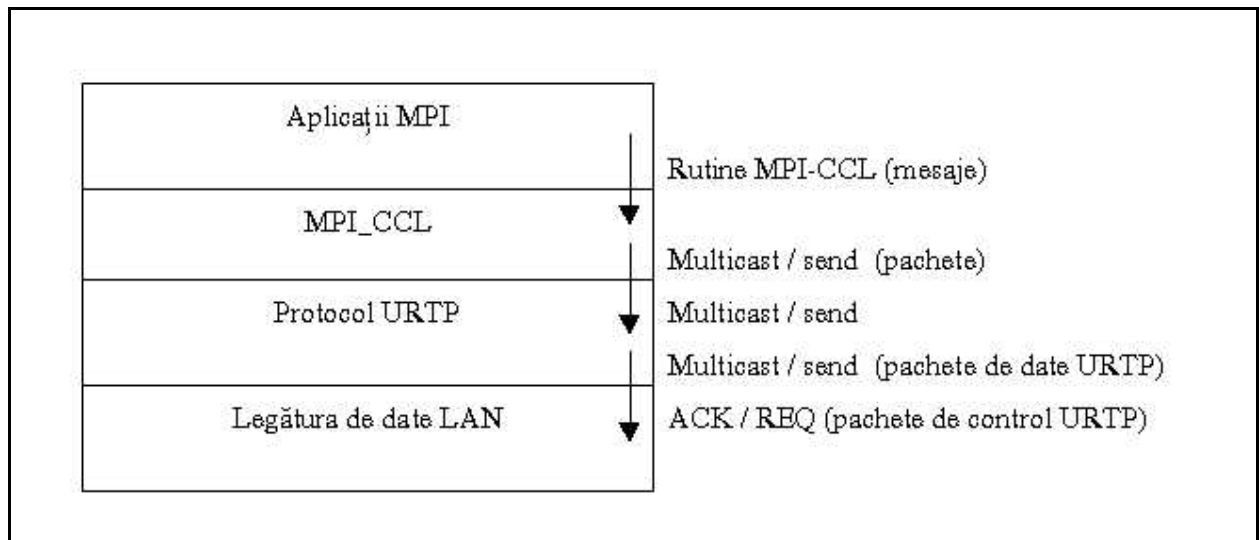 Aplicații MPI
Rutine MPI-CCL (mesaje)
MPI_CCL
Multicast / send (pachete)
Protocol URTP
Multicast / send
Multicast / send (pachete de date URTP)
Legătura de date LAN
ACK / REQ (pachete de control URTP)